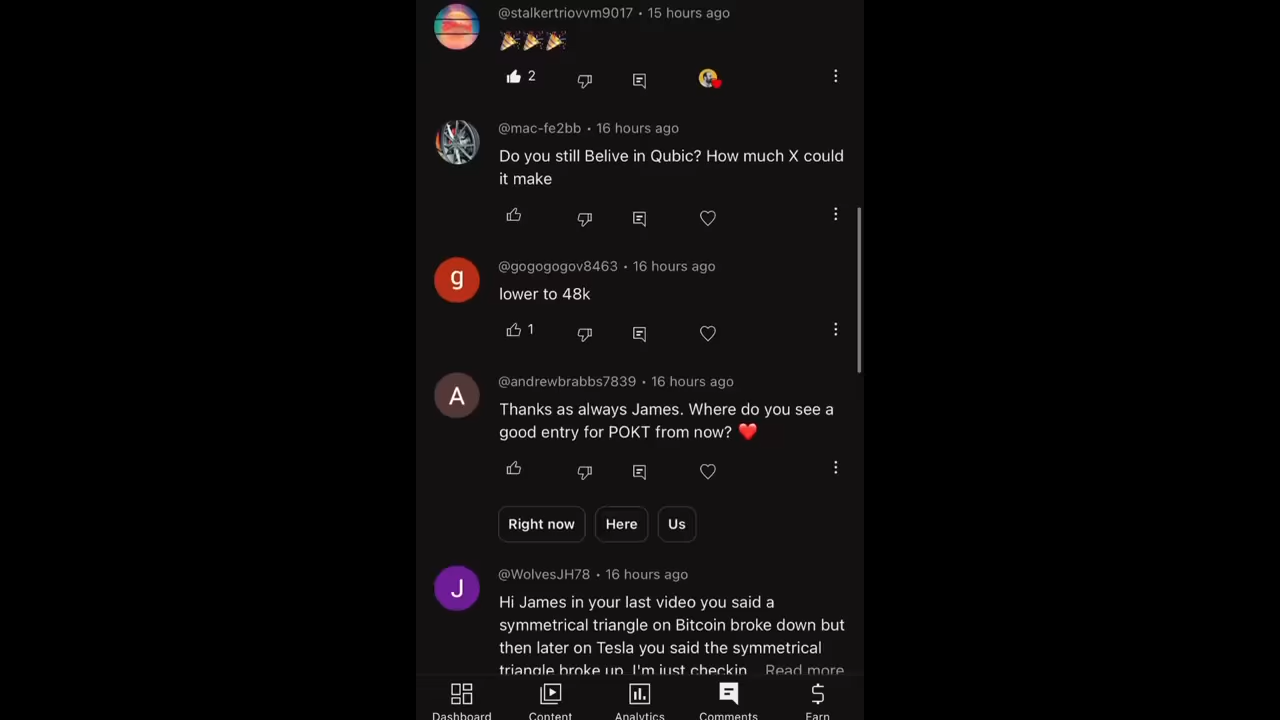 @stalkertriovvm9017 • 15 hours ago
🎉🎉🎉
2
@mac-fe2bb • 16 hours ago
Do you still Belive in Qubic? How much X could
it make
@gogogogov8463 • 16 hours ago
g
lower to 48k
1
@andrewbrabbs7839 • 16 hours ago
A
Thanks as always James. Where do you see a
good entry for POKT from now? ❤️
Right now Here Us
@WolvesJH78 • 16 hours ago
J
Hi James in your last video you said a
symmetrical triangle on Bitcoin broke down but
then later on Tesla you said the symmetrical
triangle broke up. I'm just checkin... Read more
Dashboard Content Analytics Comments Earn